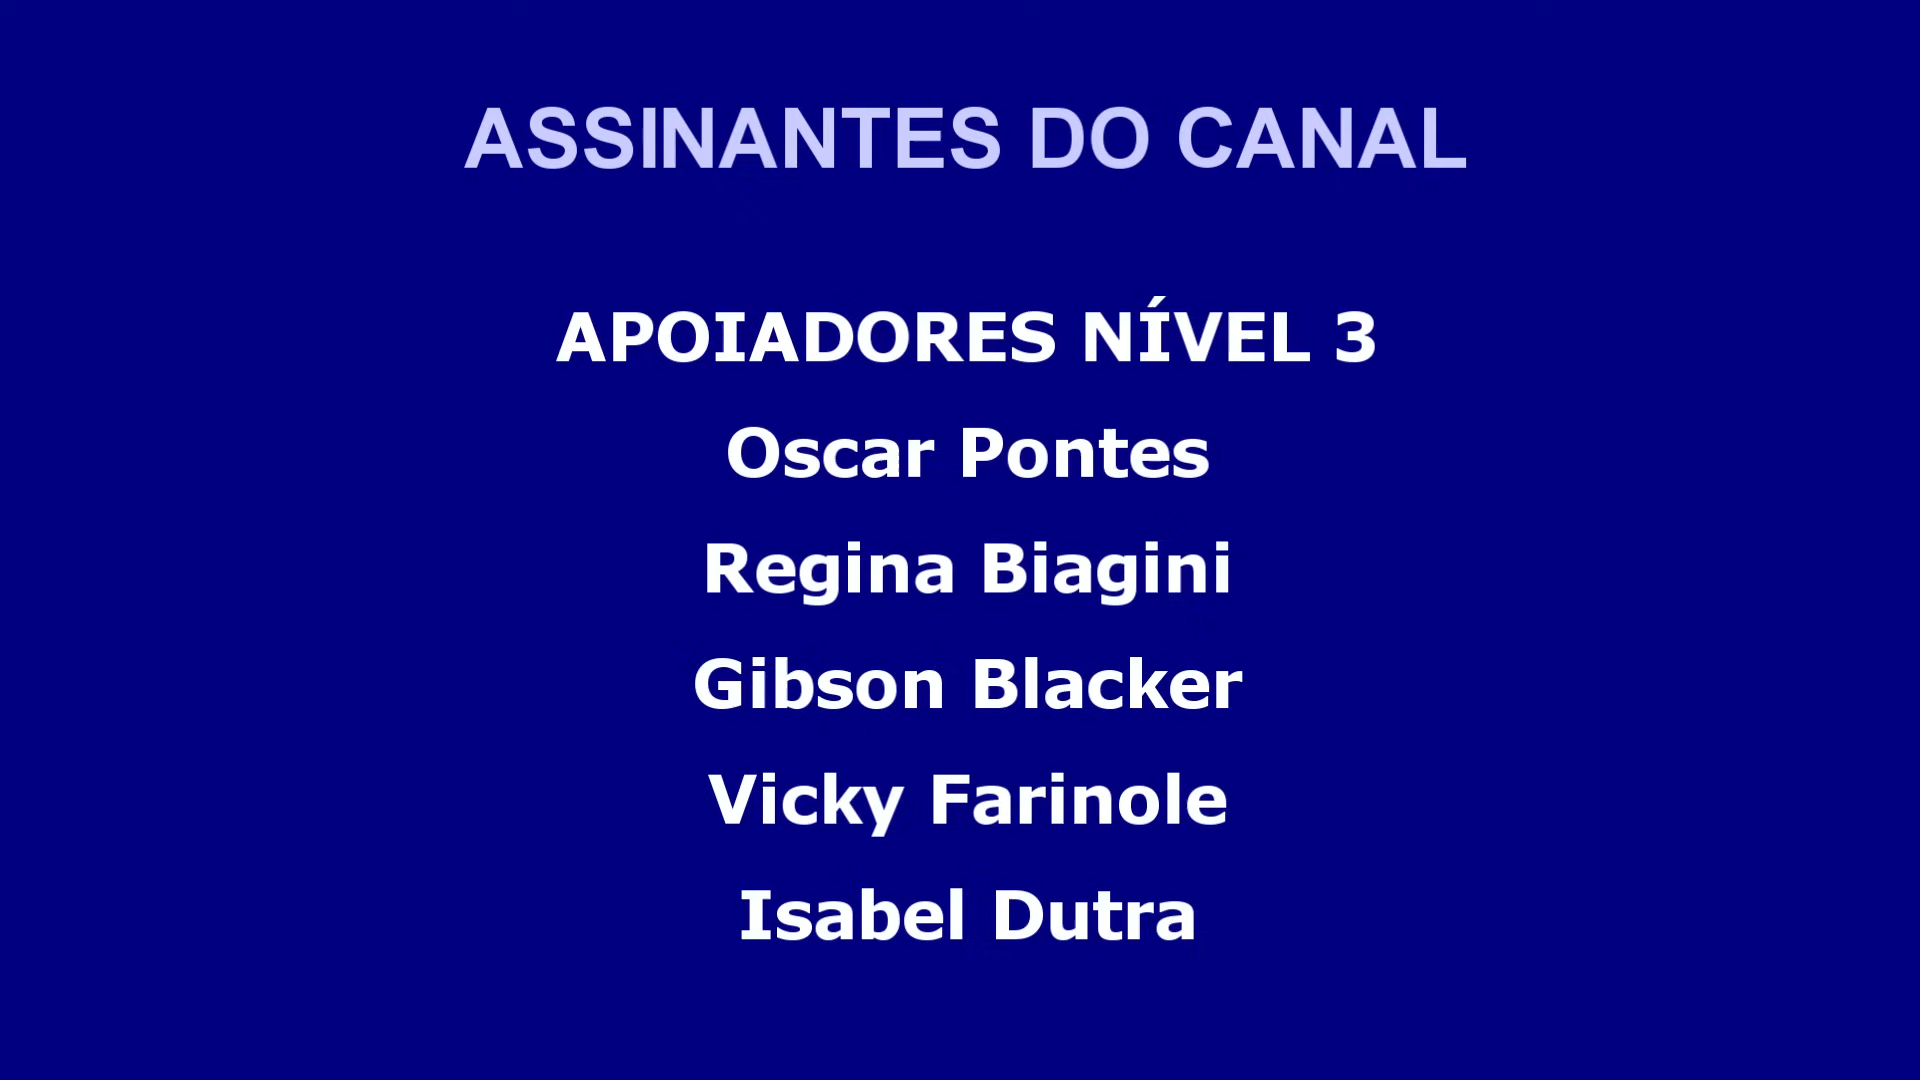 ASSINANTES DO CANAL
APOIADORES NÍVEL 3
Oscar Pontes
Regina Biagini
Gibson Blacker
Vicky Farinole
Isabel Dutra